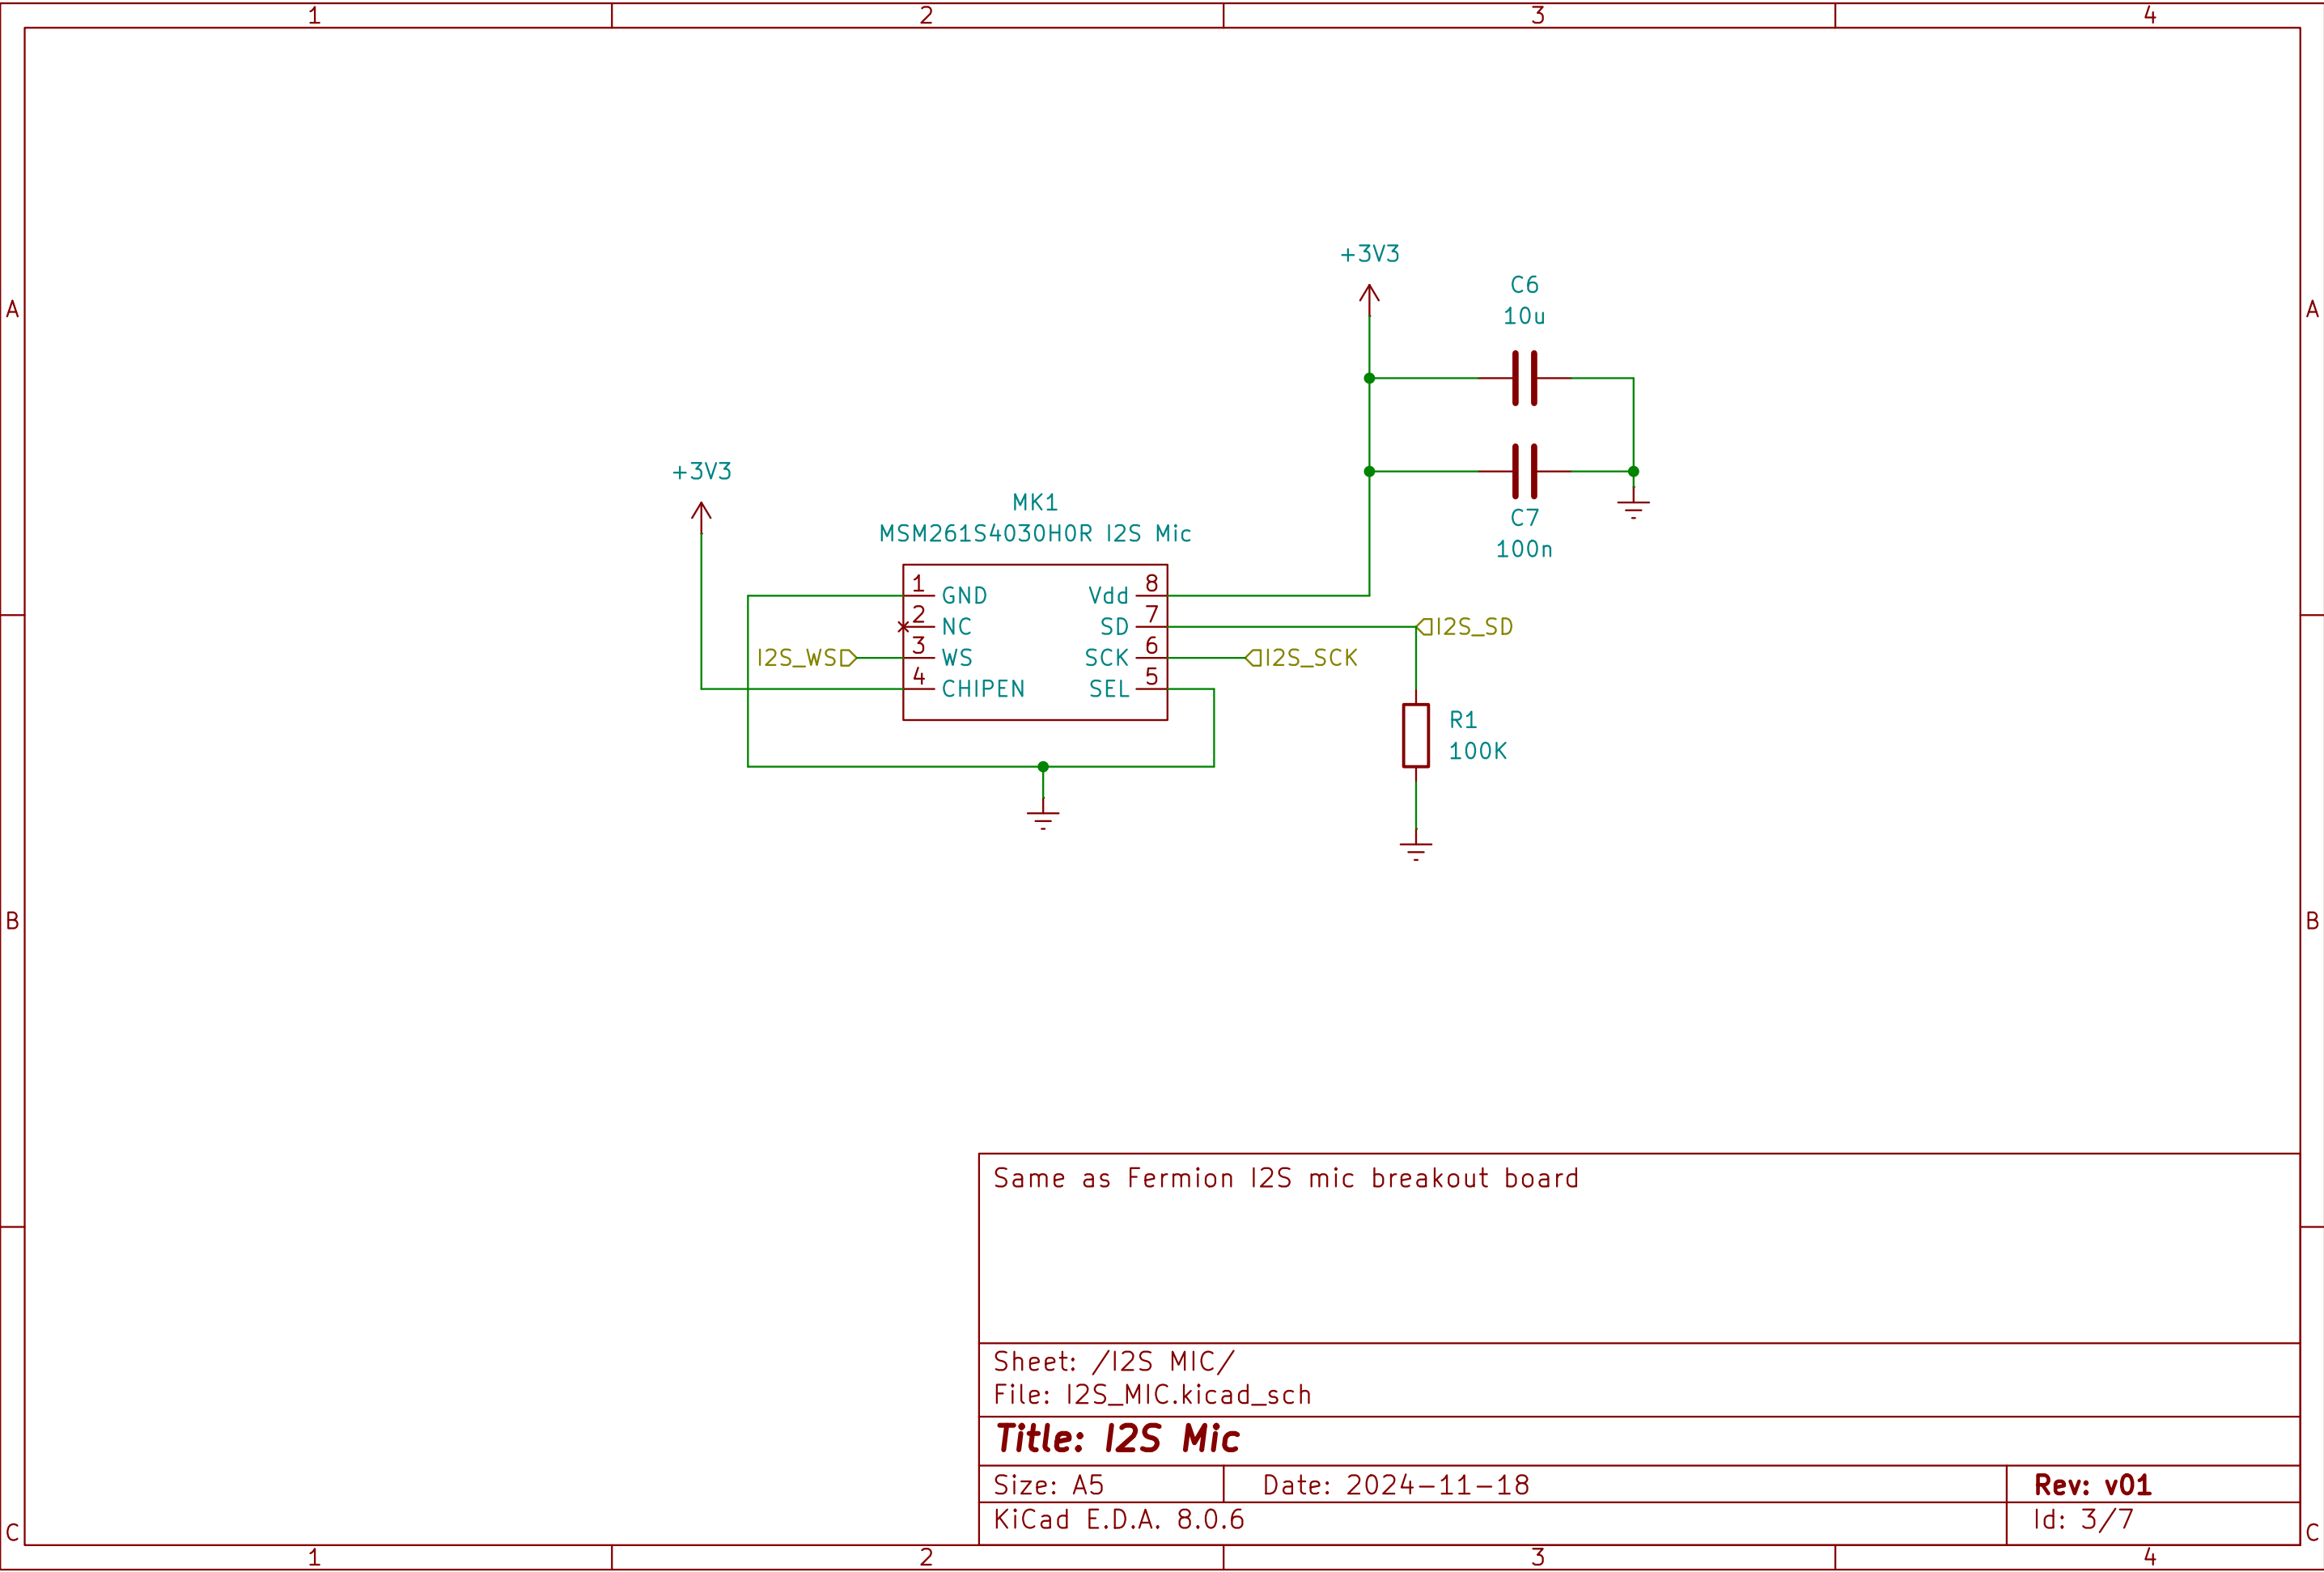 1 2 3 4
+3V3
C6
10u
A A
+3V3
MK1
C7
MSM261S4030H0R I2S Mic
100n
1 GND Vdd 8
2 NC SD 7 I2S_SD
I2S_WS 3 WS SCK 6 I2S_SCK
4 CHIPEN SEL 5
R1
100K
B B
Same as Fermion I2S mic breakout board
Sheet: /I2S MIC/
File: I2S_MIC.kicad_sch
Title: I2S Mic
Size: A5 Date: 2024-11-18 Rev: v01
KiCad E.D.A. 8.0.6 Id: 3/7
C C
1 2 3 4